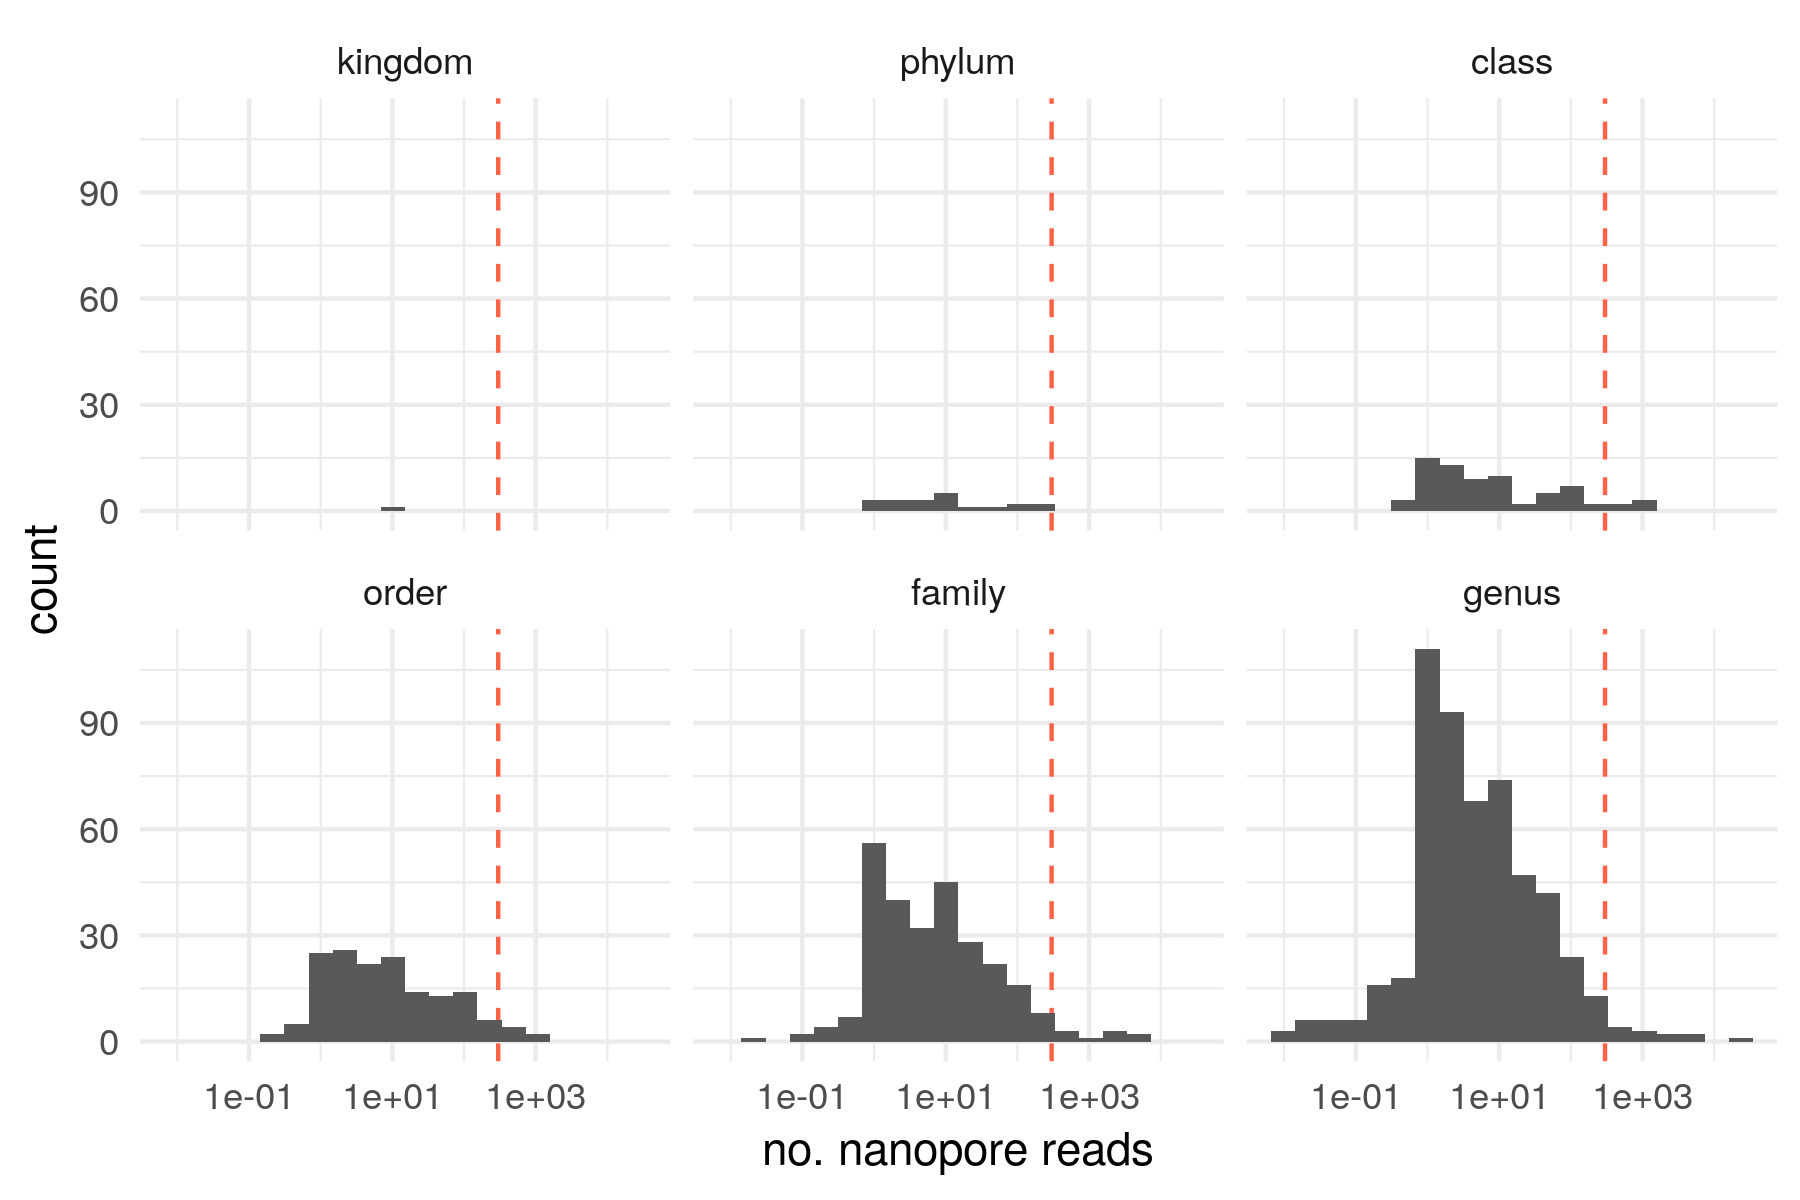 kingdom phylum class
90
60
30
0
count
order family genus
90
60
30
0
1e-01 1e+01 1e+03 1e-01 1e+01 1e+03 1e-01 1e+01 1e+03
no. nanopore reads